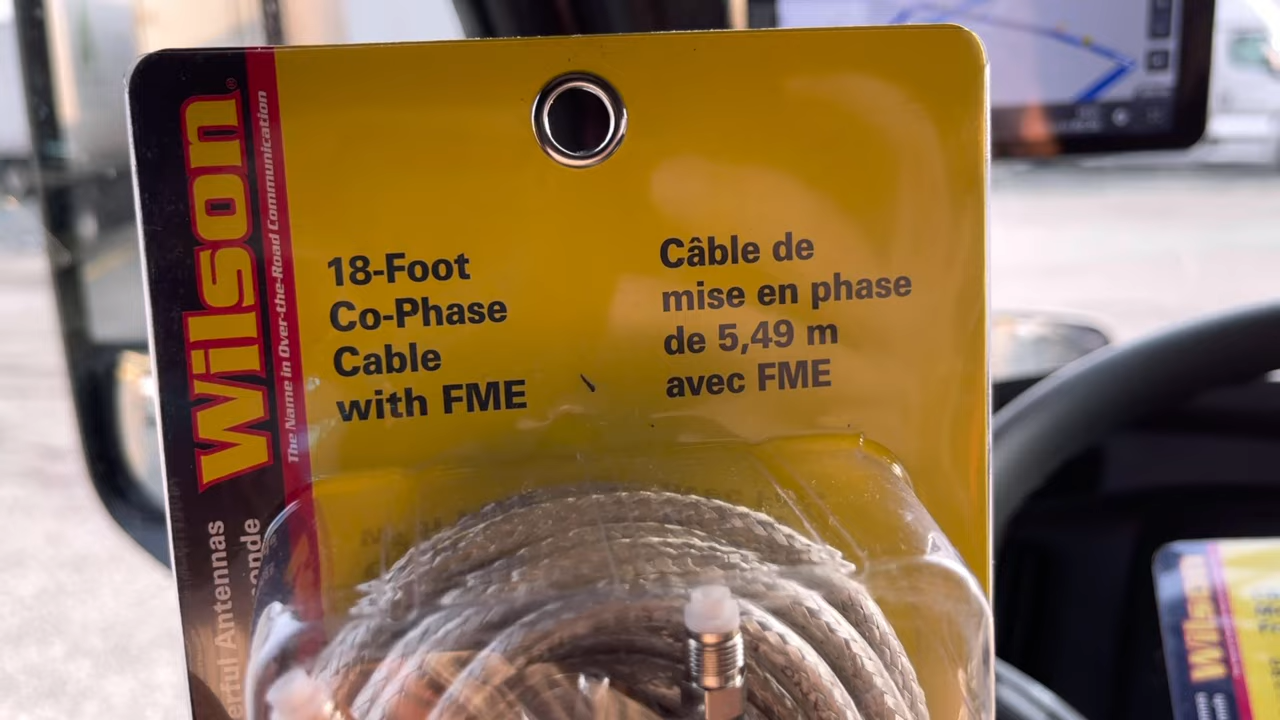 Wilson®
The Name in Over-the-Road Communication
18-Foot
Co-Phase
Cable
with FME
Câble de
mise en phase
de 5,49 m
avec FME
Antennas
Wilson